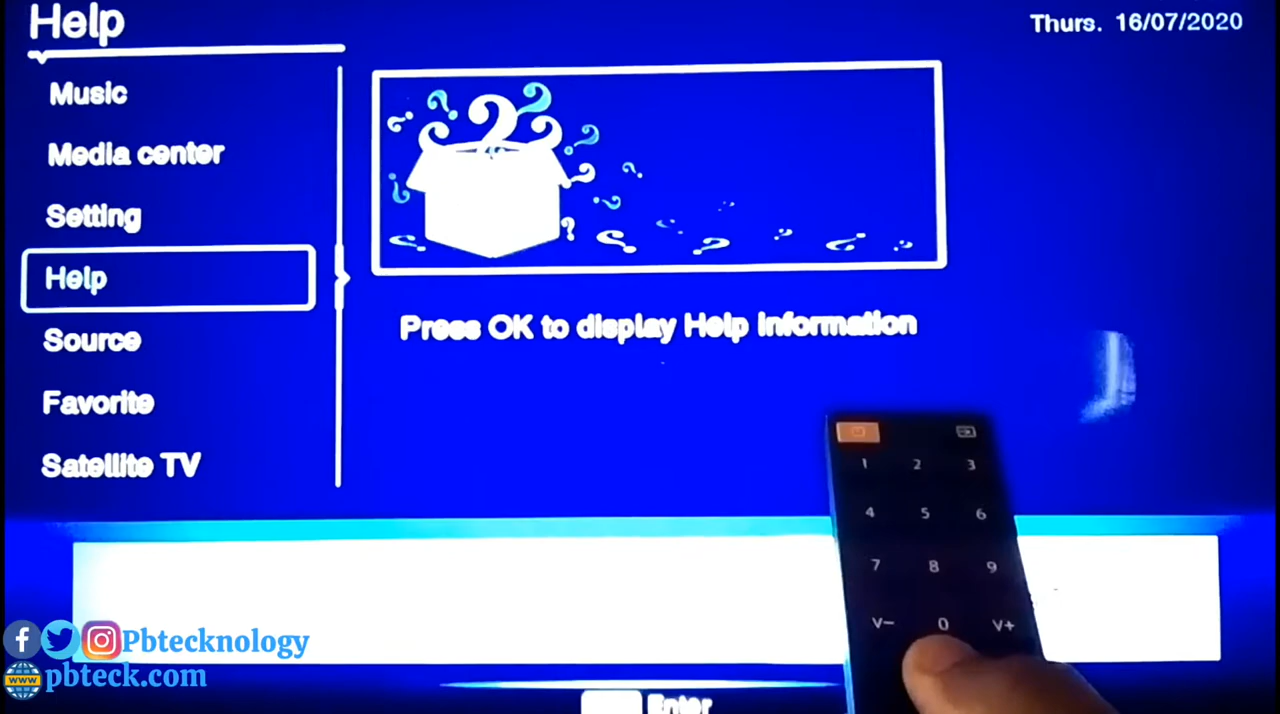 Help
Thurs. 16/07/2020
Music
Media center
Setting
Help
Source
Favorite
Satellite TV
Press OK to display Help Information
1 2 3
4 5 6
7 8 9
V- 0 V+
Pbtecknology
www
pbteck.com
Enter